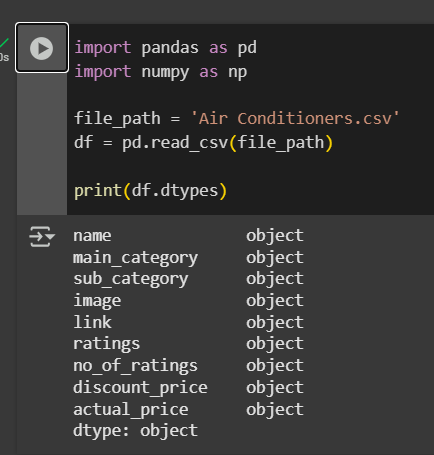 0s
import pandas as pd
import numpy as np
file_path = 'Air Conditioners.csv'
df = pd.read_csv(file_path)
print(df.dtypes)
name object
main_category object
sub_category object
image object
link object
ratings object
no_of_ratings object
discount_price object
actual_price object
dtype: object